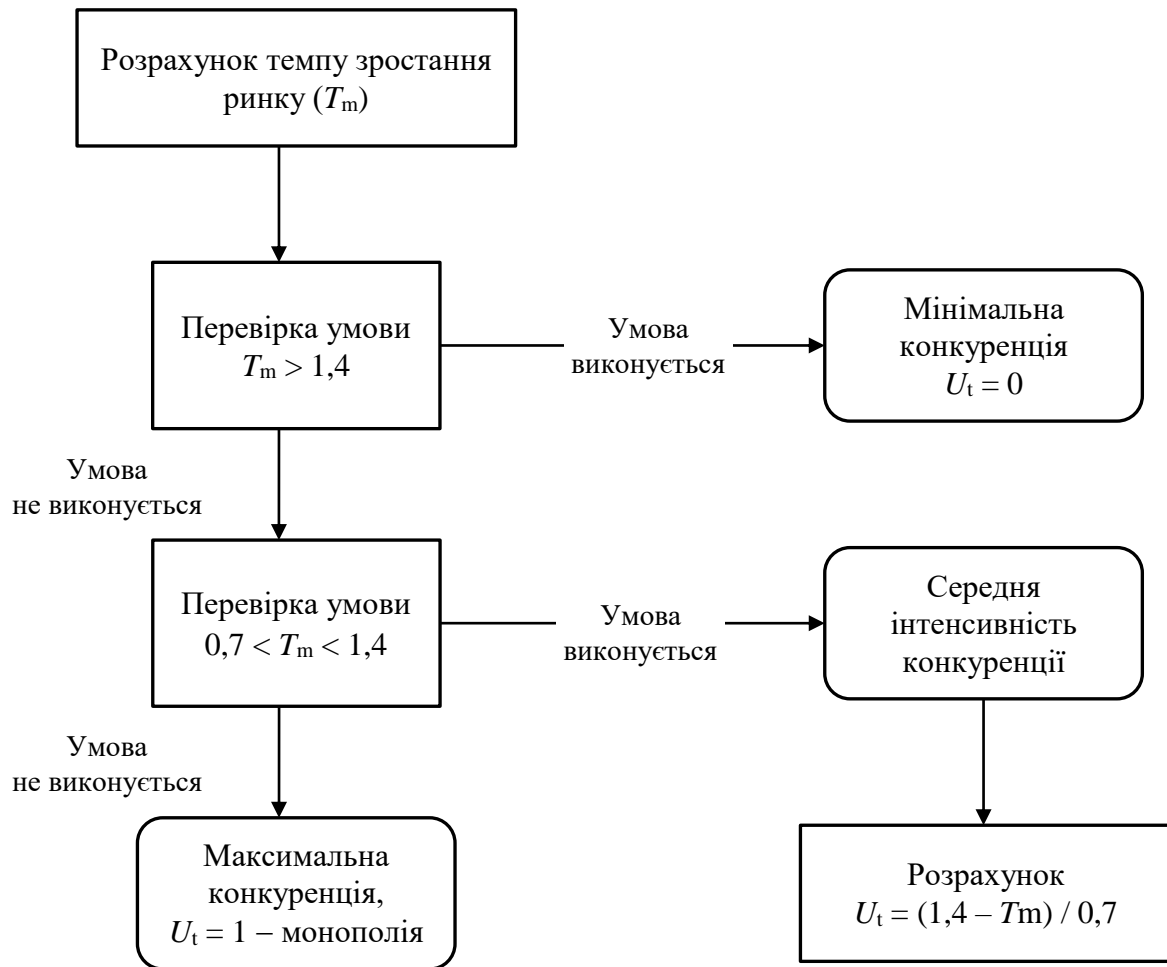 Розрахунок темпу зростання
ринку (Tm)
Перевірка умови
Tm > 1,4
Умова
виконується
Мінімальна
конкуренція
Ut = 0
Умова
не виконується
Перевірка умови
0,7 < Tm < 1,4
Умова
виконується
Середня
інтенсивність
конкуренції
Умова
не виконується
Максимальна
конкуренція,
Ut = 1 – монополія
Розрахунок
Ut = (1,4 – Tm) / 0,7